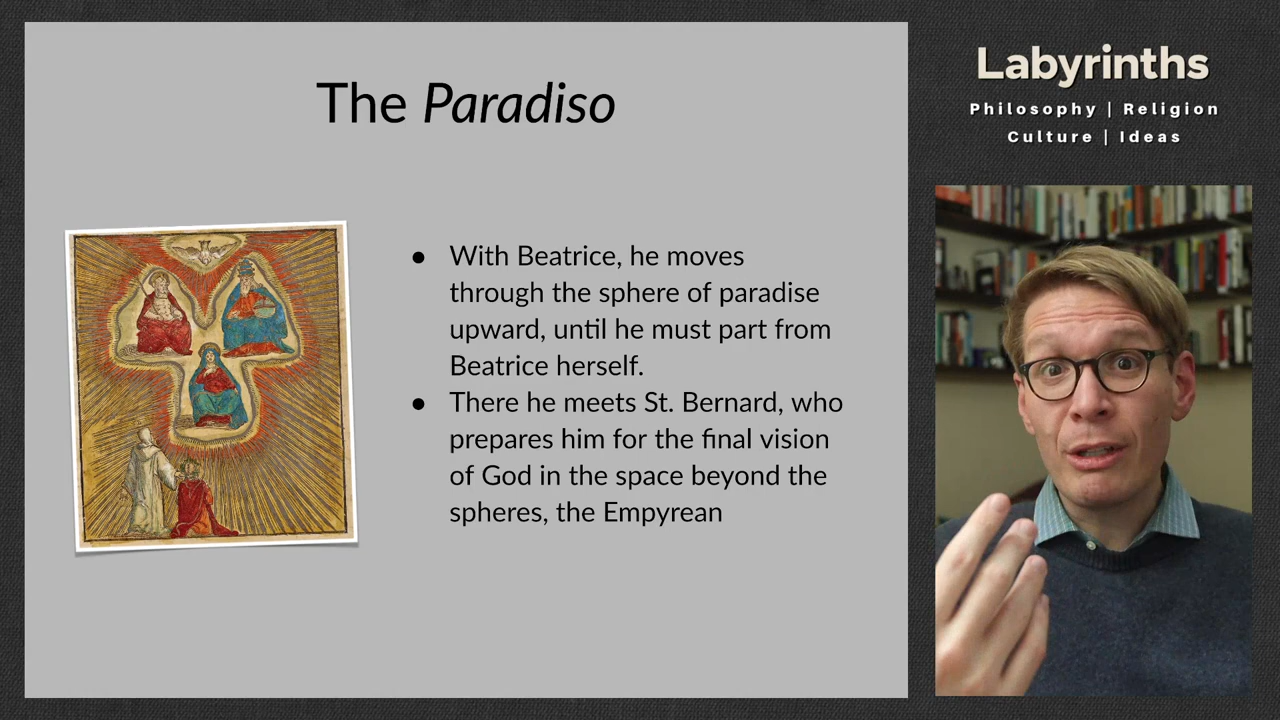 The Paradiso
● With Beatrice, he moves
through the sphere of paradise
upward, until he must part from
Beatrice herself.
● There he meets St. Bernard, who
prepares him for the final vision
of God in the space beyond the
spheres, the Empyrean
Labyrinths
Philosophy | Religion
Culture | Ideas